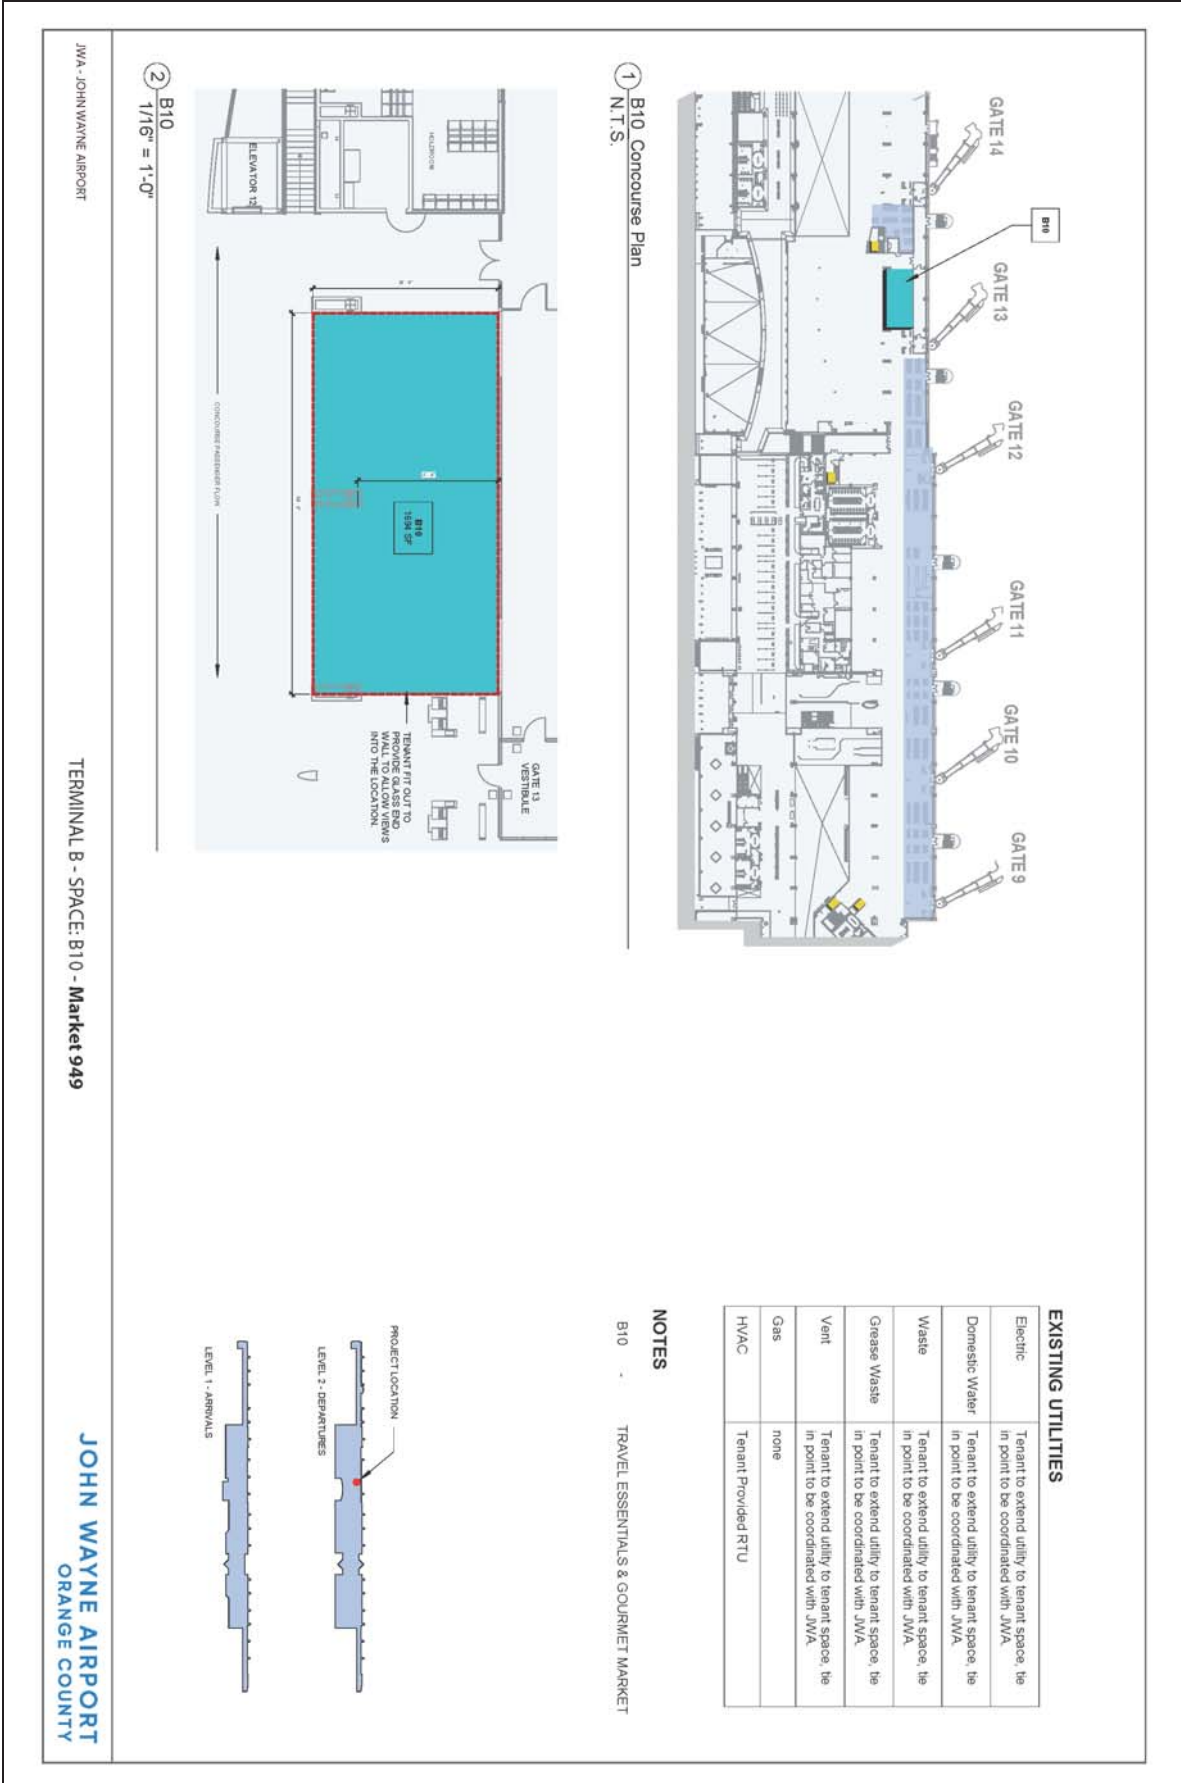 GATE 14
GATE 13
GATE 12
GATE 11
GATE 10
GATE 9
B10
1
B10 Concourse Plan
N.T.S.
HOLDROOM
ELEVATOR 12
CONCOURSE PASSENGER FLOW
B10
1694 SF
TENANT FIT OUT TO
PROVIDE GLASS END
WALL TO ALLOW VIEWS
INTO THE LOCATION.
GATE 13
VESTIBULE
2
B10
1/16" = 1'-0"
EXISTING UTILITIES
Electric
Tenant to extend utility to tenant space, tie
in point to be coordinated with JWA.
Domestic Water
Tenant to extend utility to tenant space, tie
in point to be coordinated with JWA.
Waste
Tenant to extend utility to tenant space, tie
in point to be coordinated with JWA.
Grease Waste
Tenant to extend utility to tenant space, tie
in point to be coordinated with JWA.
Vent
Tenant to extend utility to tenant space, tie
in point to be coordinated with JWA.
Gas
none
HVAC
Tenant Provided RTU
NOTES
B10 - TRAVEL ESSENTIALS & GOURMET MARKET
PROJECT LOCATION
LEVEL 2 - DEPARTURES
LEVEL 1 - ARRIVALS
JWA - JOHN WAYNE AIRPORT
TERMINAL B - SPACE: B10 - Market 949
JOHN WAYNE AIRPORT
ORANGE COUNTY